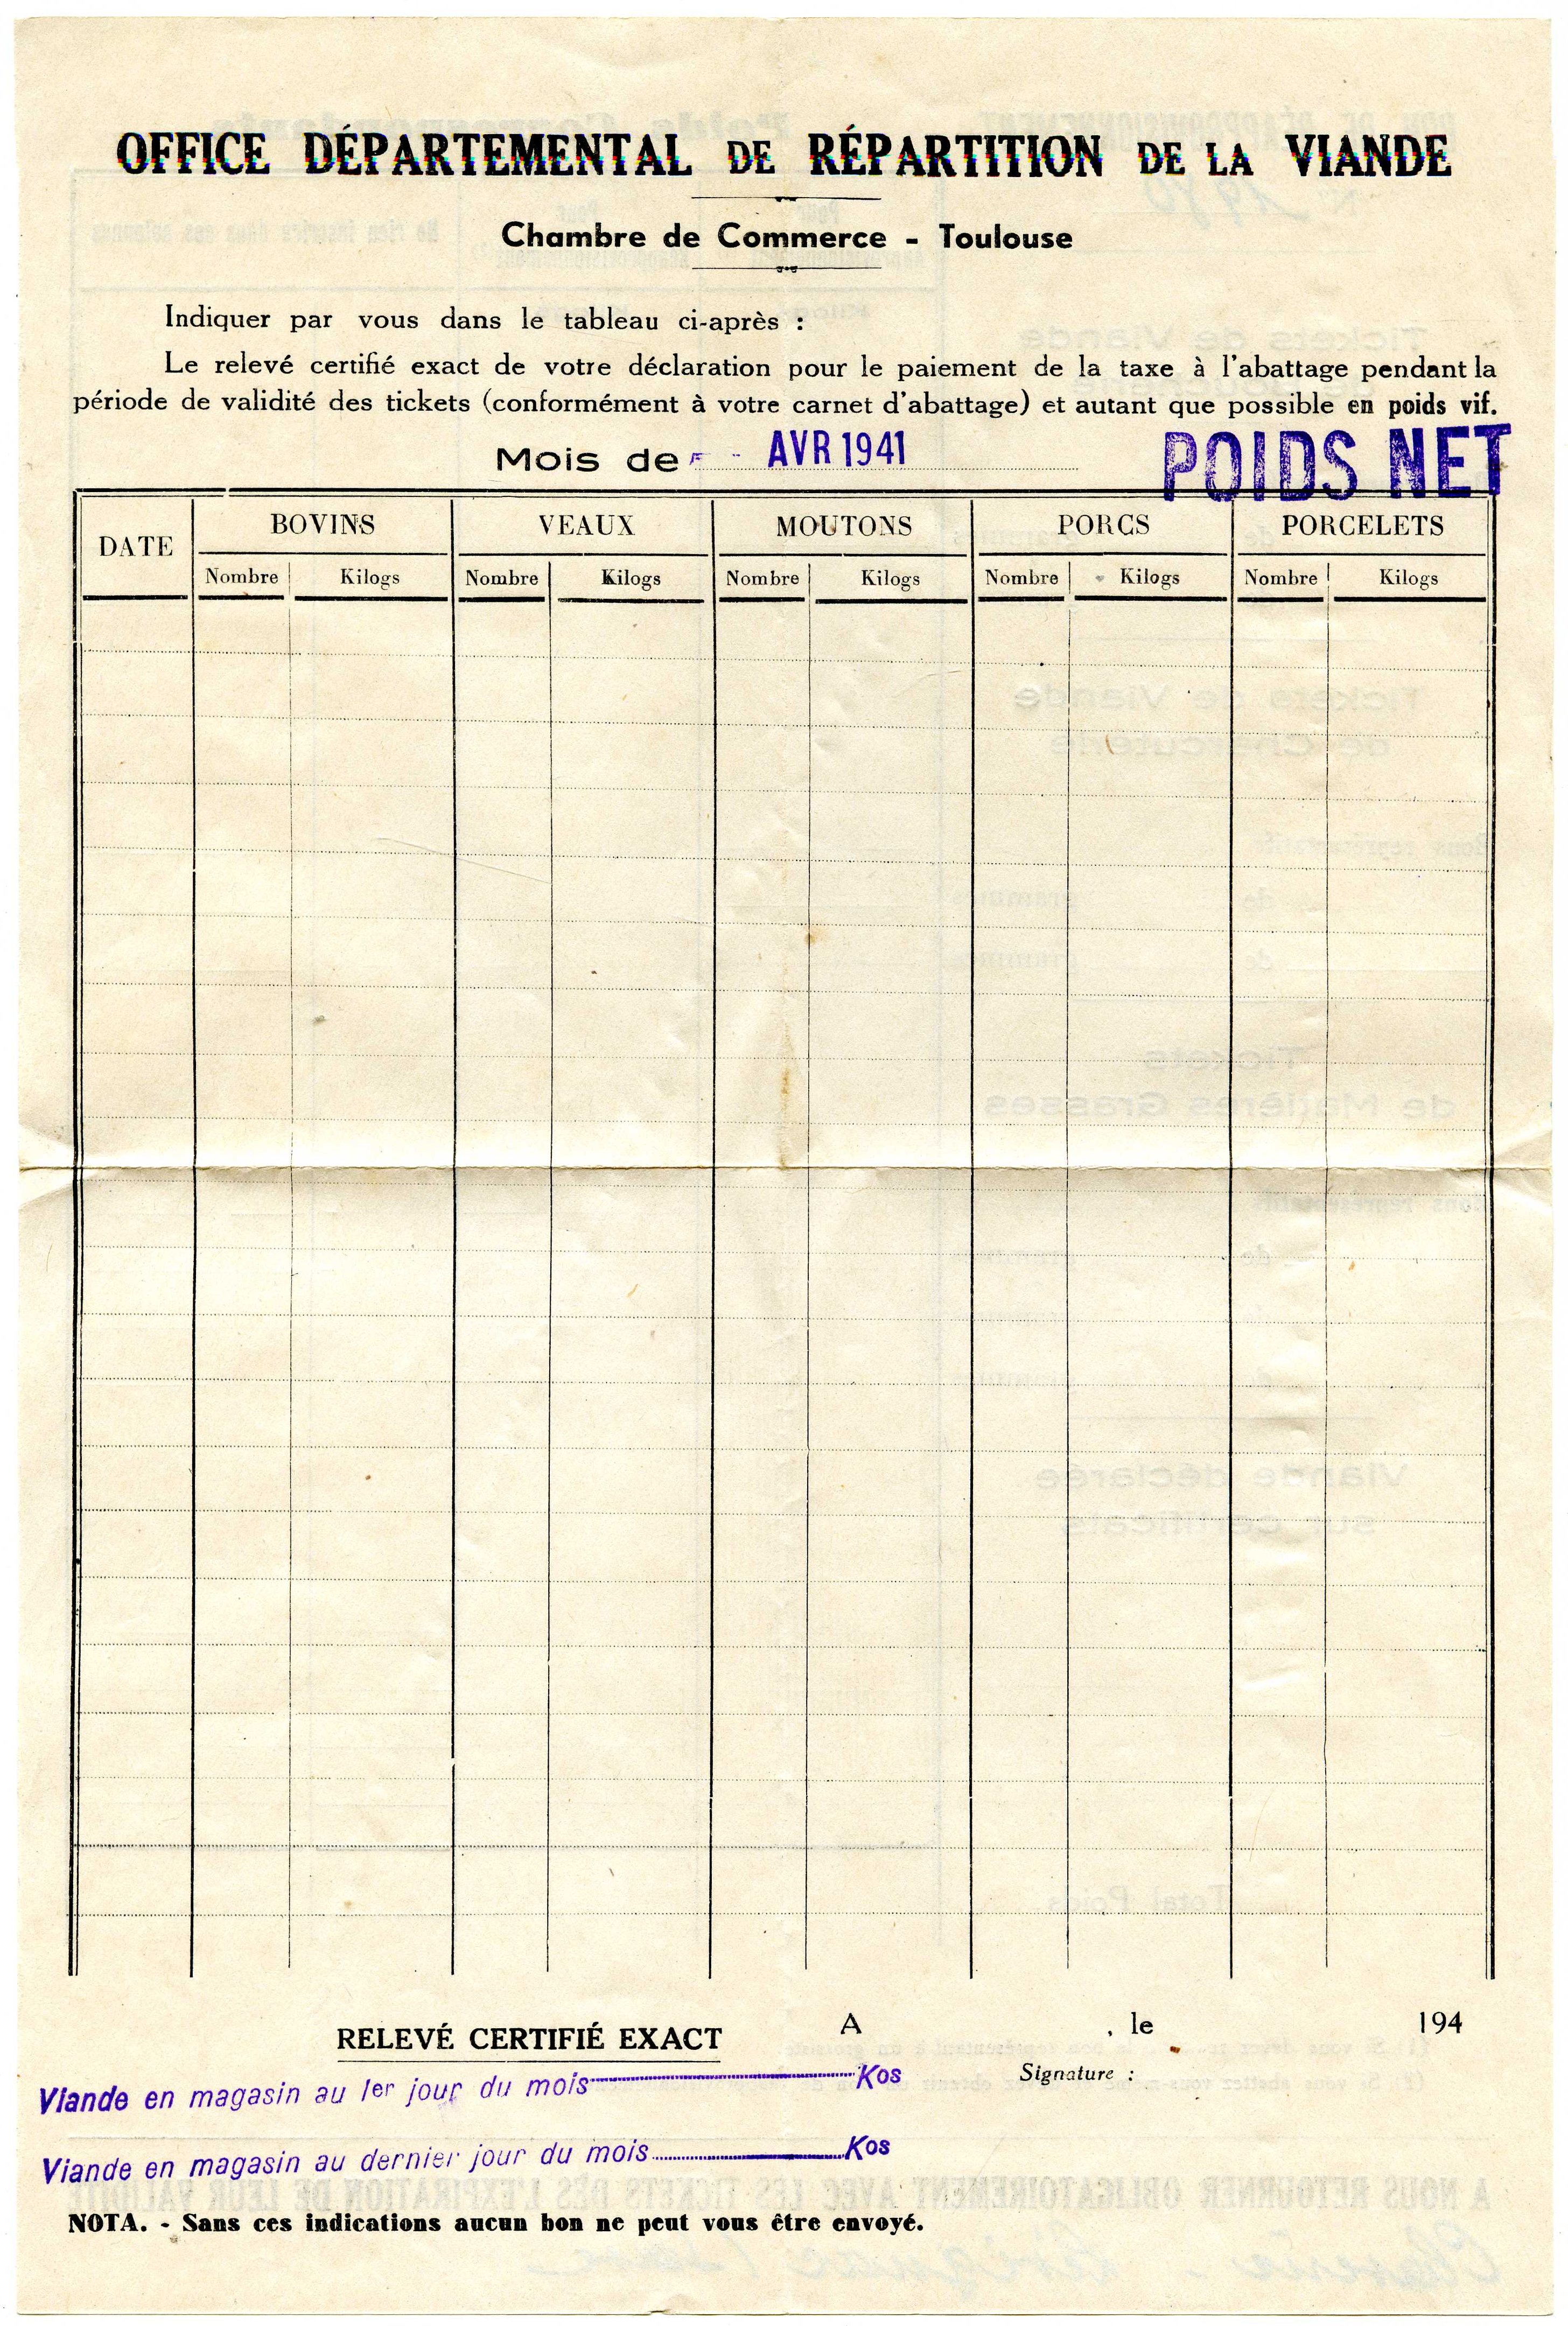 OFFICE DÉPARTEMENTAL DE RÉPARTITION DE LA VIANDE
Chambre de Commerce - Toulouse
Indiquer par vous dans le tableau ci-après :
Le relevé certifié exact de votre déclaration pour le paiement de la taxe à l'abattage pendant la
période de validité des tickets (conformément à votre carnet d'abattage) et autant que possible en poids vif.
Mois de AVR 1941
POIDS NET
DATE BOVINS VEAUX MOUTONS PORCS PORCELETS
Nombre Kilogs Nombre Kilogs Nombre Kilogs Nombre Kilogs Nombre Kilogs
RELEVÉ CERTIFIÉ EXACT A , le 194
Signature :
Viande en magasin au 1er jour du mois Kos
Viande en magasin au dernier jour du mois Kos
NOTA. - Sans ces indications aucun bon ne peut vous être envoyé.